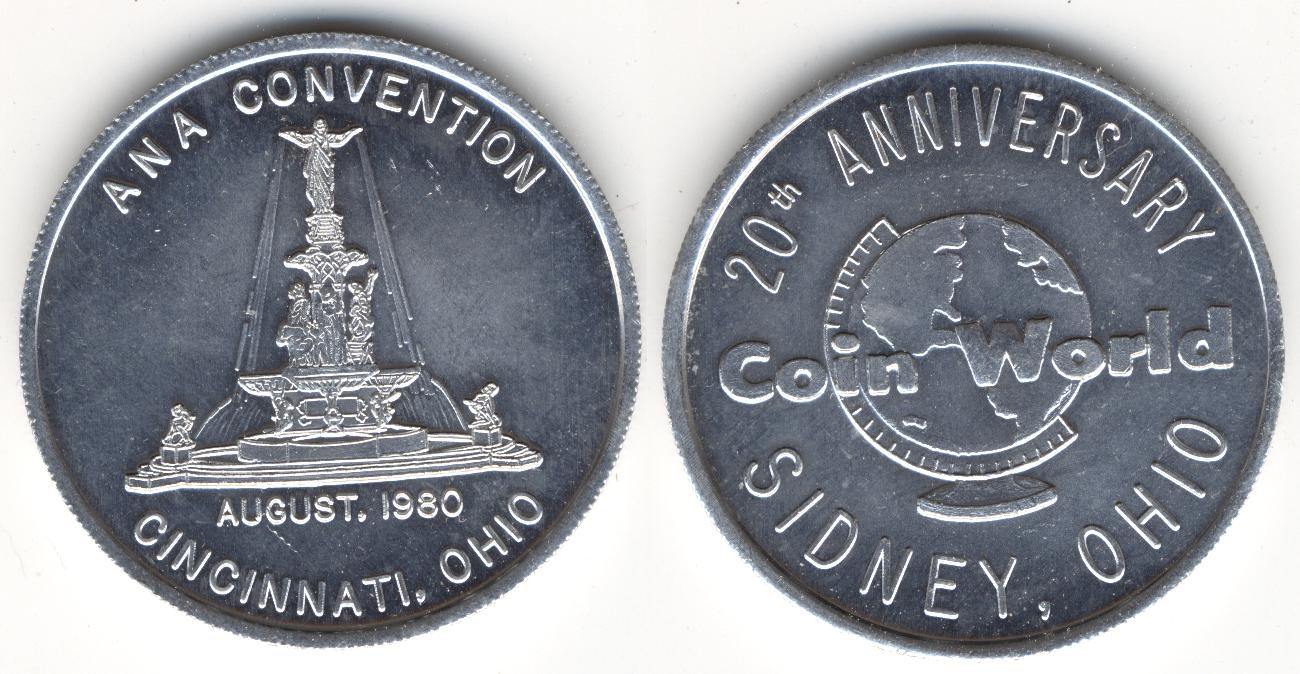 ANA CONVENTION
AUGUST, 1980
CINCINNATI, OHIO
20th ANNIVERSARY
Coin World
SIDNEY, OHIO